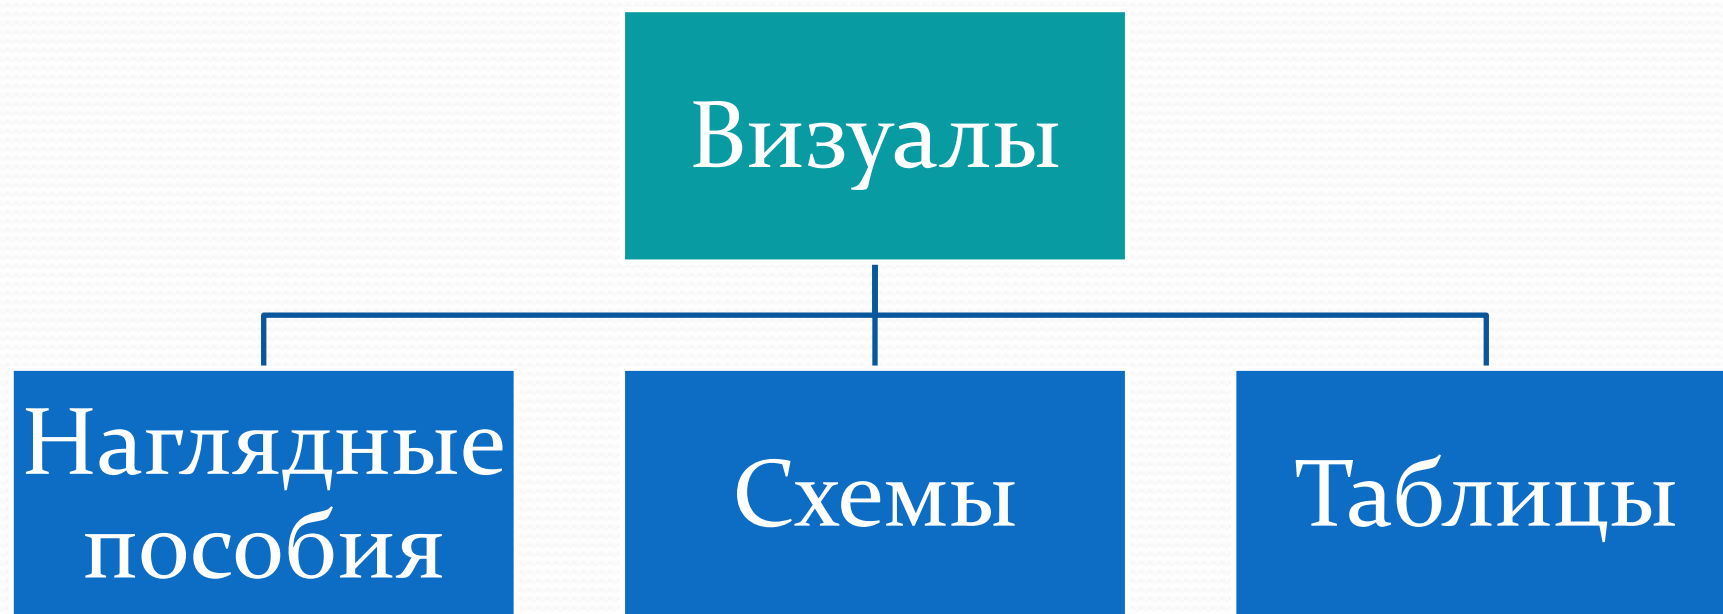 Визуалы
Наглядные
пособия
Схемы
Таблицы